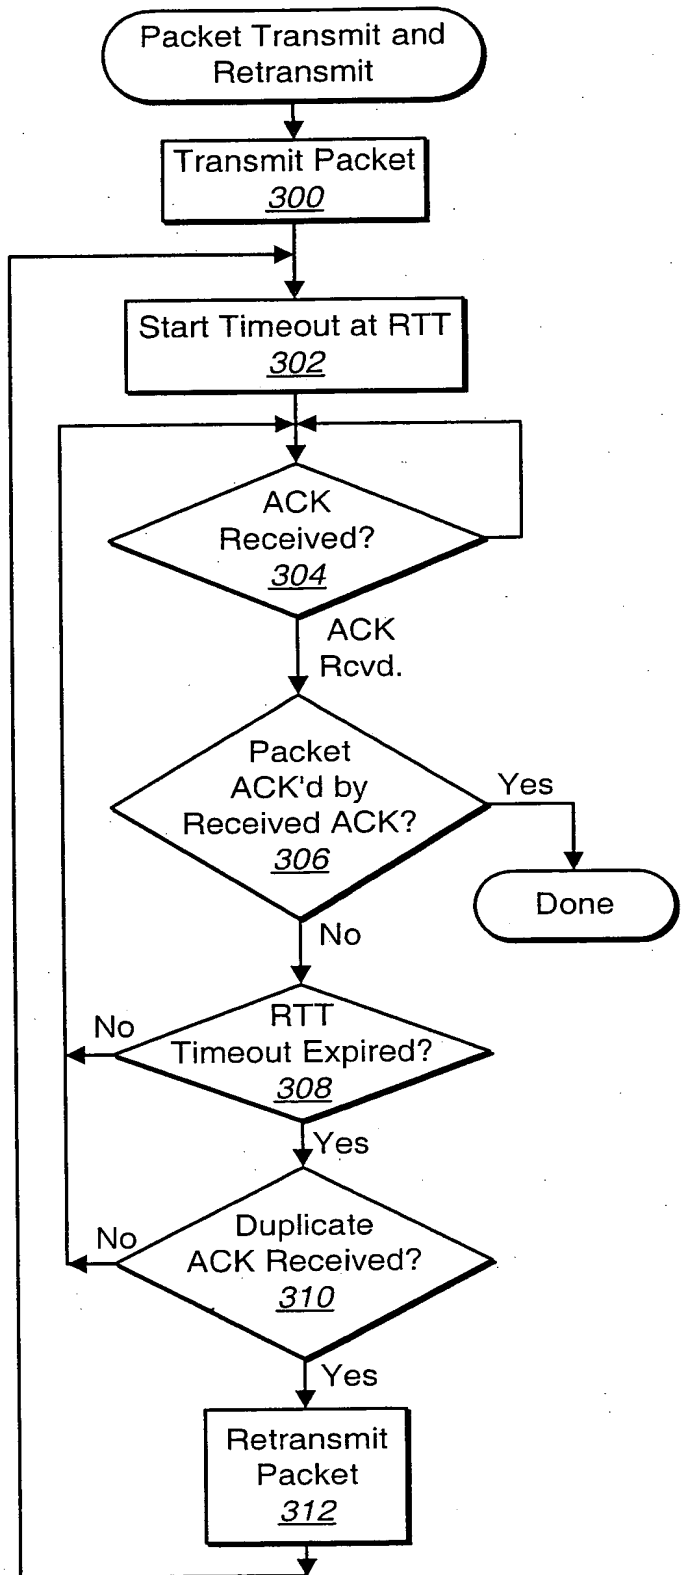 Packet Transmit and
Retransmit
Transmit Packet
300
Start Timeout at RTT
302
ACK
Received?
304
ACK
Rcvd.
Packet
ACK'd by
Received ACK?
306
Yes
Done
No
RTT
Timeout Expired?
308
No
Yes
Duplicate
ACK Received?
310
No
Yes
Retransmit
Packet
312